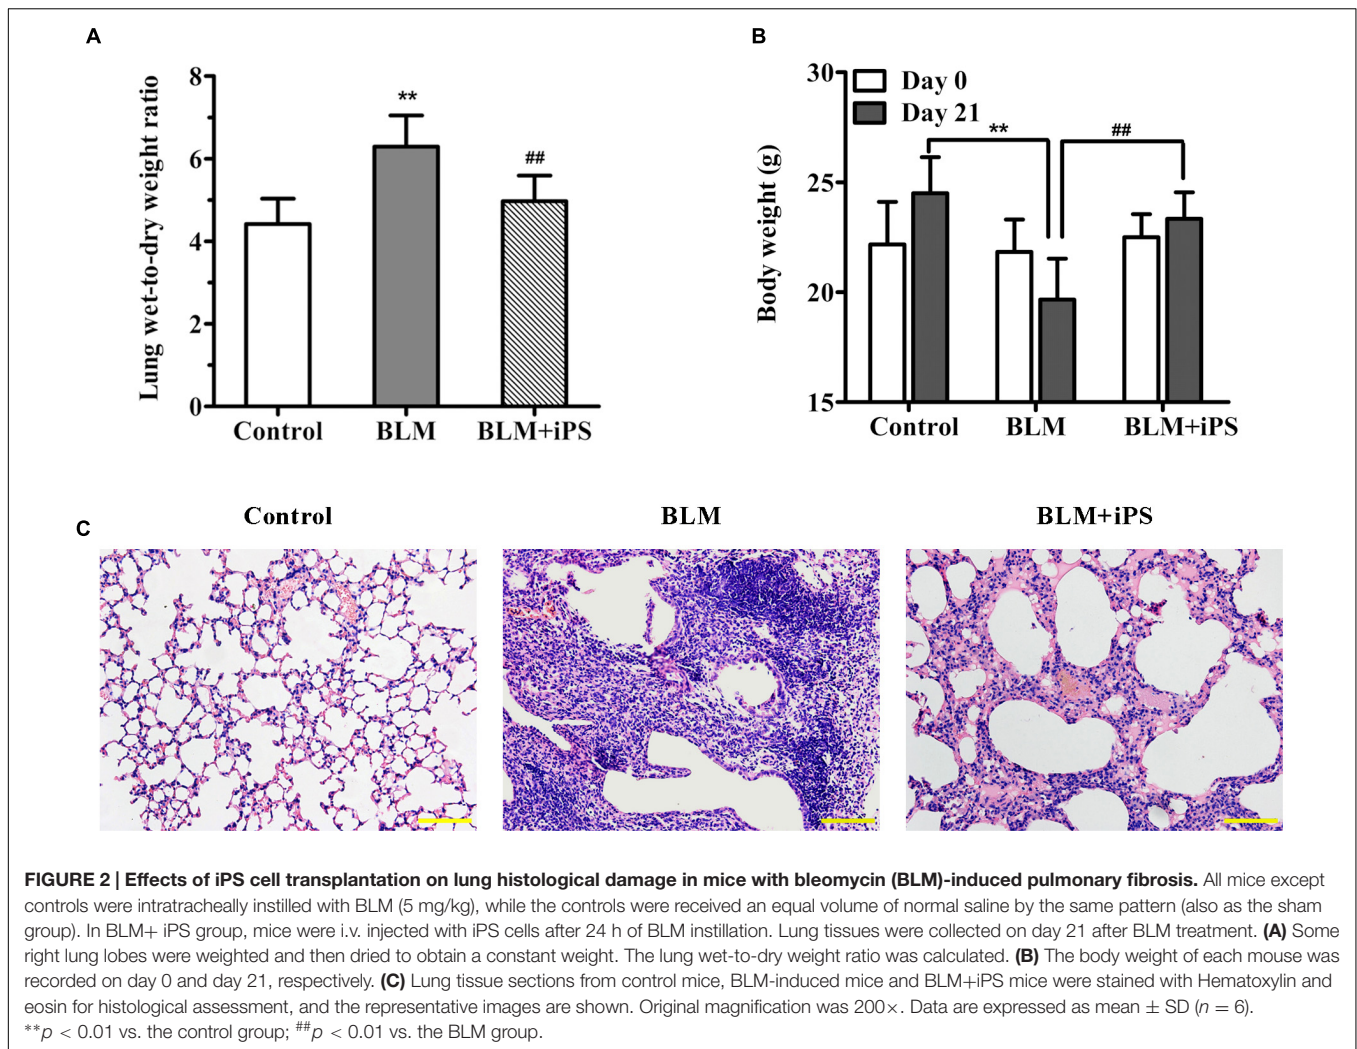 A
Lung wet-to-dry weight ratio
8
6
4
2
0
**
##
Control
BLM
BLM+iPS
B
Body weight (g)
30
25
20
15
Day 0
Day 21
**
##
Control
BLM
BLM+iPS
C
Control
BLM
BLM+iPS
FIGURE 2 | Effects of iPS cell transplantation on lung histological damage in mice with bleomycin (BLM)-induced pulmonary fibrosis. All mice except
controls were intratracheally instilled with BLM (5 mg/kg), while the controls were received an equal volume of normal saline by the same pattern (also as the sham
group). In BLM+ iPS group, mice were i.v. injected with iPS cells after 24 h of BLM instillation. Lung tissues were collected on day 21 after BLM treatment. (A) Some
right lung lobes were weighted and then dried to obtain a constant weight. The lung wet-to-dry weight ratio was calculated. (B) The body weight of each mouse was
recorded on day 0 and day 21, respectively. (C) Lung tissue sections from control mice, BLM-induced mice and BLM+iPS mice were stained with Hematoxylin and
eosin for histological assessment, and the representative images are shown. Original magnification was 200×. Data are expressed as mean ± SD (n = 6).
**p < 0.01 vs. the control group; ##p < 0.01 vs. the BLM group.